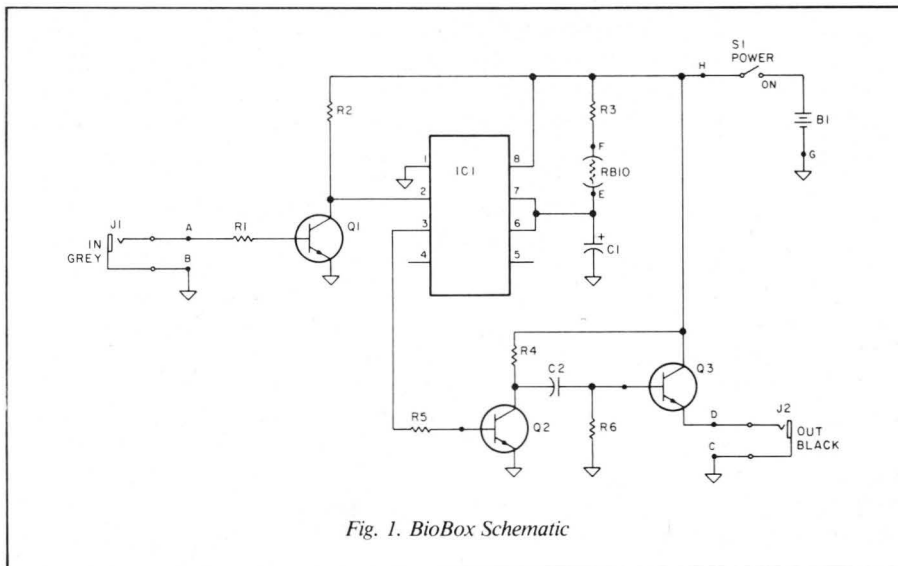 S1
POWER
H
ON
R2
R3
B1
F
G
1
IC1
8
RB10
2
7
E
J1
A
R1
Q1
3
6
+
C1
IN
GREY
B
4
5
R4
C2
Q3
R5
Q2
R6
D
J2
OUT
BLACK
C
Fig. 1. BioBox Schematic